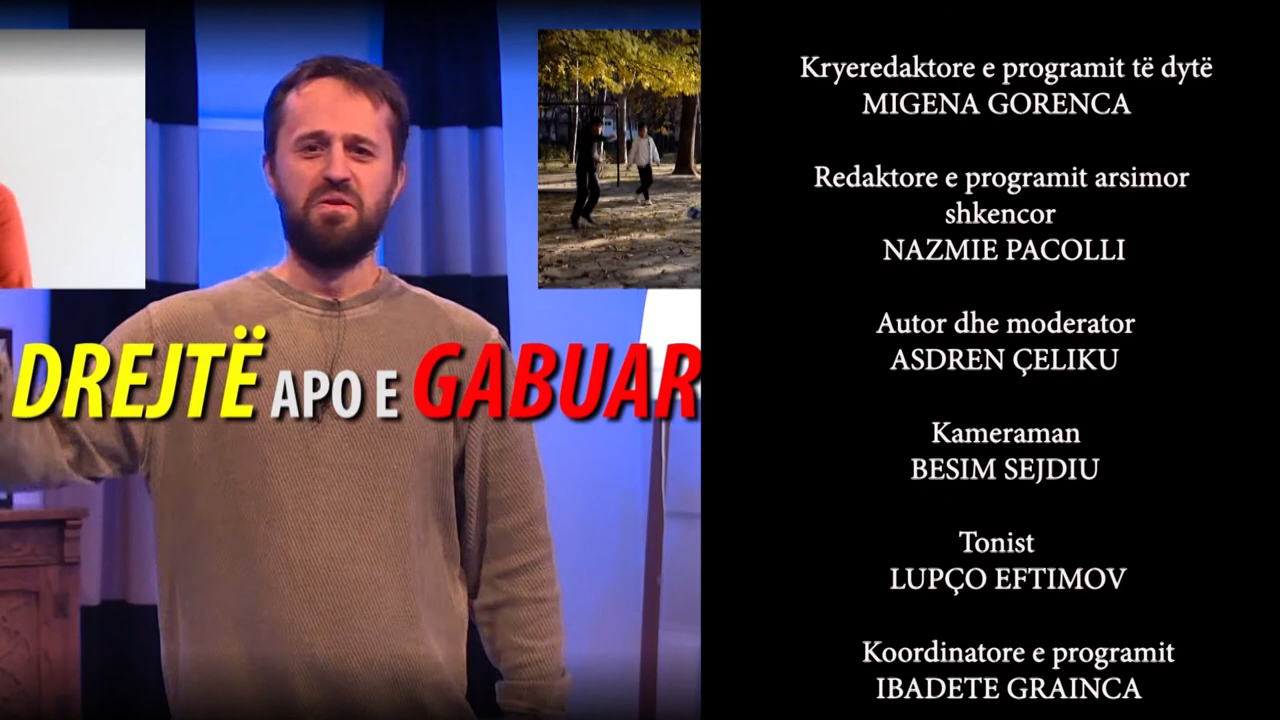 DREJTË APO E GABUAR
Kryeredaktore e programit të dytë
MIGENA GORENCA
Redaktore e programit arsimor
shkencor
NAZMIE PACOLLI
Autor dhe moderator
ASDREN ÇELIKU
Kameraman
BESIM SEJDIU
Tonist
LUPÇO EFTIMOV
Koordinatore e programit
IBADETE GRAINCA